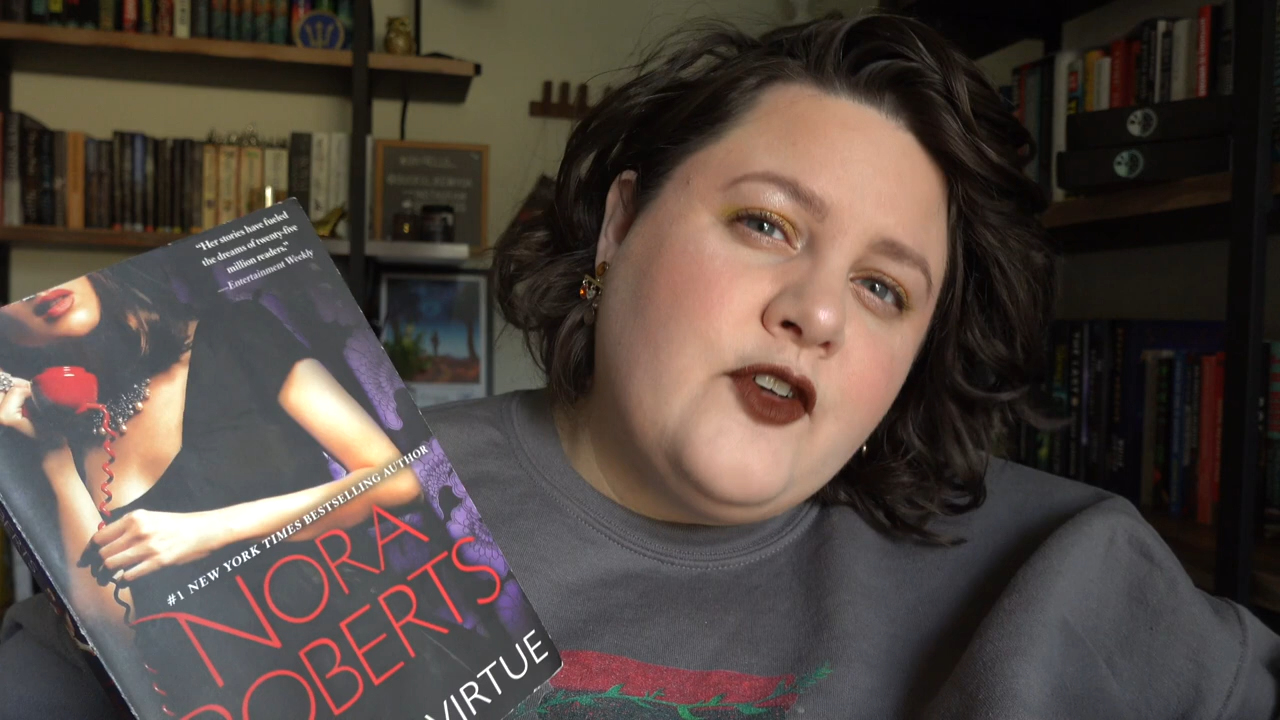 “Her stories have fueled
the dreams of twenty-five
million readers.”
—Entertainment Weekly
#1 NEW YORK TIMES BESTSELLING AUTHOR
NORA
ROBERTS
VIRTUE